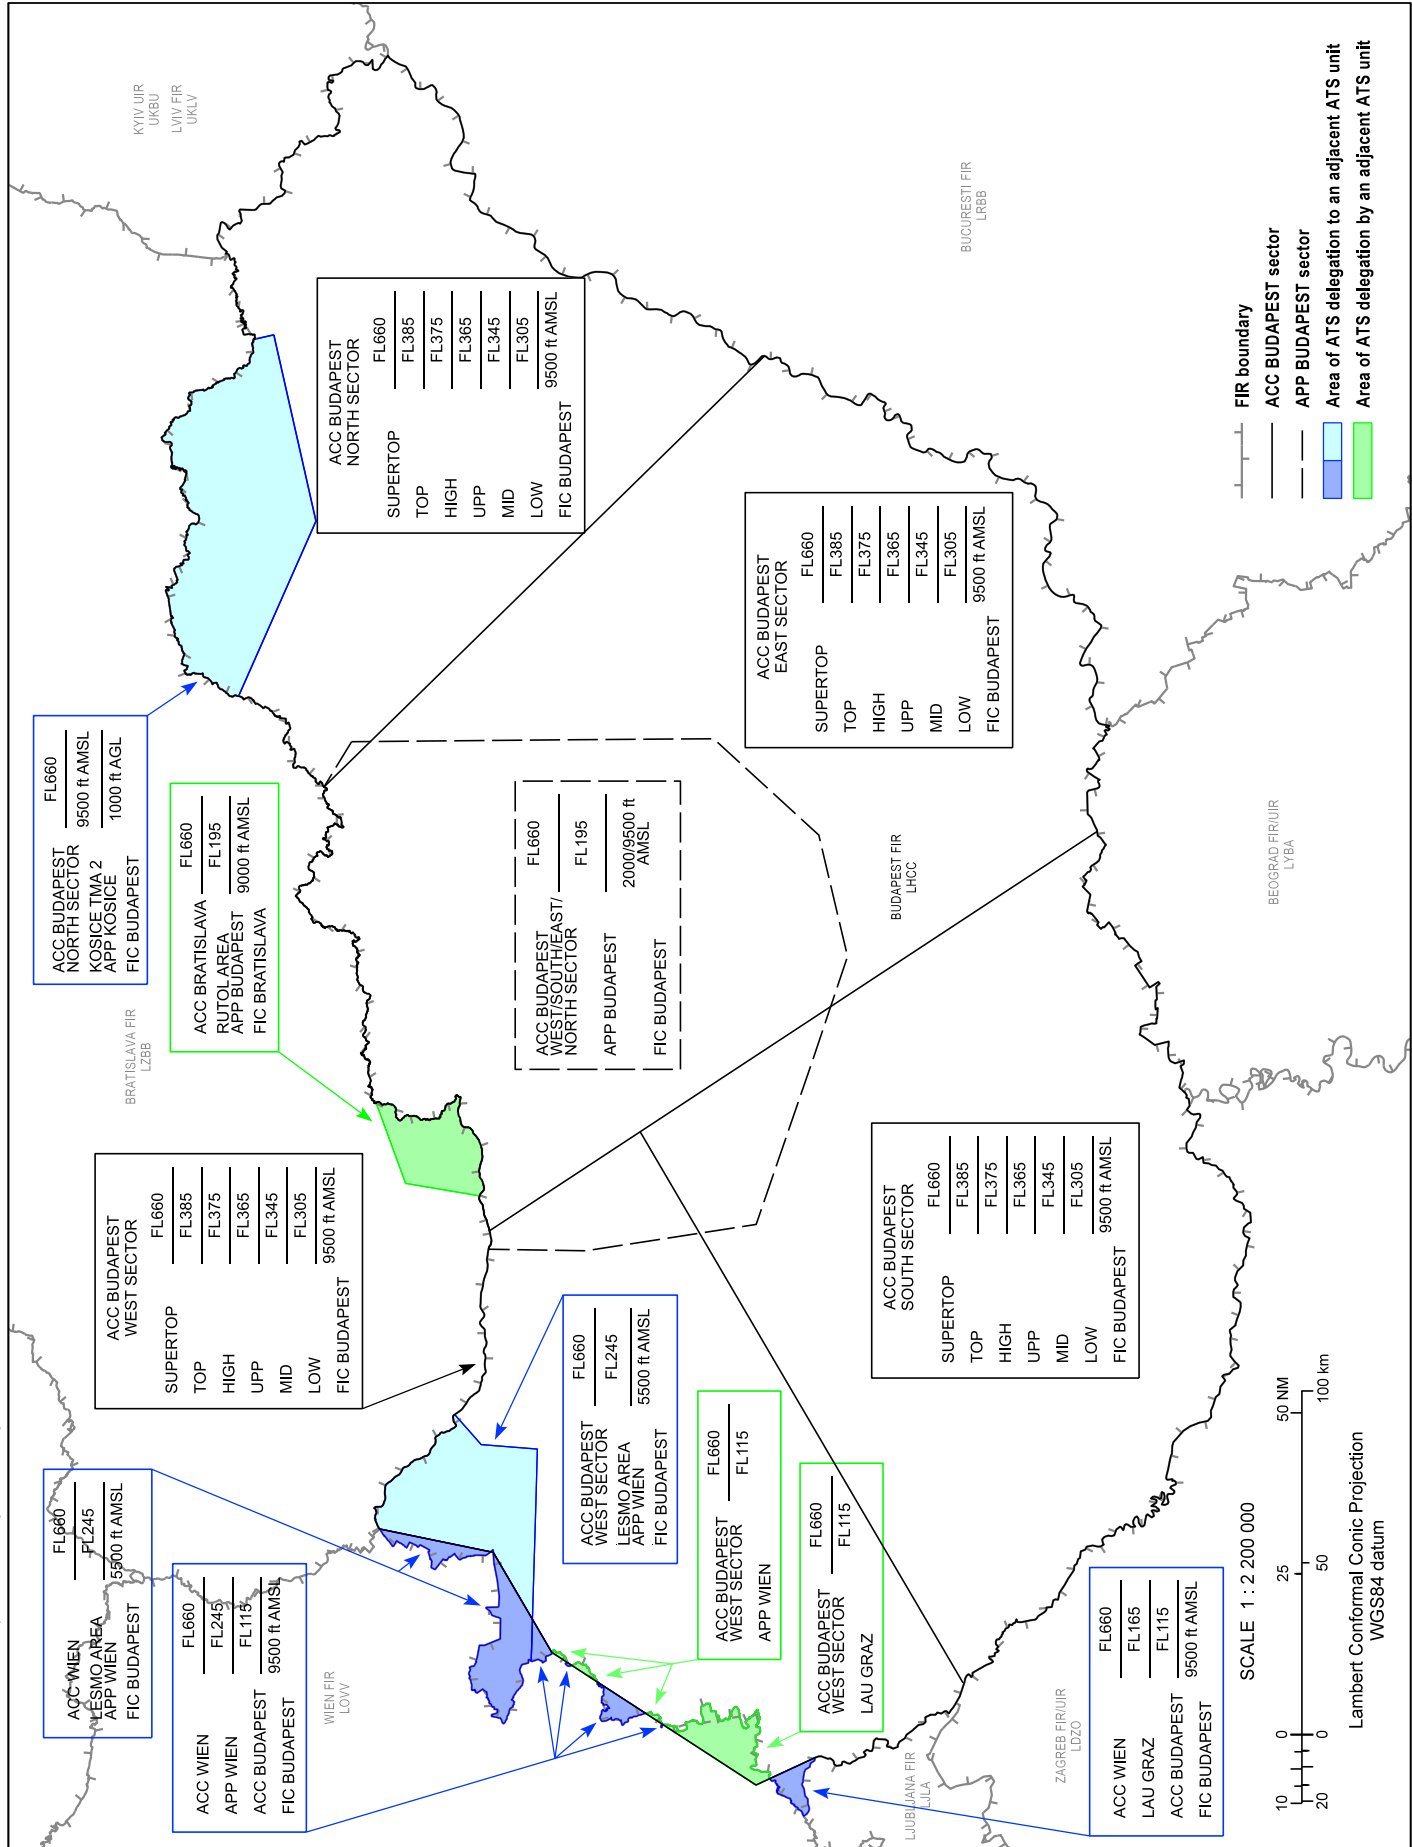 KYIV UIR
UKBU
LVIV FIR
UKLV
BUCURESTI FIR
LRBB
BEOGRAD FIR/UIR
LYBA
BUDAPEST FIR
LHCC
BRATISLAVA FIR
LZBB
WIEN FIR
LOVV
LJUBLJANA FIR
LJLA
ZAGREB FIR/UIR
LDZO
ACC WIEN
FL660
LESMO AREA
FL245
APP WIEN
5500 ft AMSL
FIC BUDAPEST
ACC WIEN
FL660
APP WIEN
FL245
ACC BUDAPEST
FL115
FIC BUDAPEST
9500 ft AMSL
ACC BUDAPEST
WEST SECTOR
FL660
SUPERTOP
FL385
TOP
FL375
HIGH
FL365
UPP
FL345
MID
FL305
LOW
9500 ft AMSL
FIC BUDAPEST
ACC BRATISLAVA
FL660
RUTOL AREA
FL195
APP BUDAPEST
9000 ft AMSL
FIC BRATISLAVA
ACC BUDAPEST
NORTH SECTOR
FL660
KOSICE TMA 2
9500 ft AMSL
APP KOSICE
1000 ft AGL
FIC BUDAPEST
ACC BUDAPEST
NORTH SECTOR
FL660
SUPERTOP
FL385
TOP
FL375
HIGH
FL365
UPP
FL345
MID
FL305
LOW
9500 ft AMSL
FIC BUDAPEST
ACC BUDAPEST
WEST/SOUTH/EAST/
NORTH SECTOR
FL660
FL195
APP BUDAPEST
2000/9500 ft
AMSL
FIC BUDAPEST
ACC BUDAPEST
EAST SECTOR
FL660
SUPERTOP
FL385
TOP
FL375
HIGH
FL365
UPP
FL345
MID
FL305
LOW
9500 ft AMSL
FIC BUDAPEST
ACC BUDAPEST
WEST SECTOR
FL660
LESMO AREA
FL245
APP WIEN
5500 ft AMSL
FIC BUDAPEST
ACC BUDAPEST
WEST SECTOR
FL660
APP WIEN
FL115
ACC BUDAPEST
WEST SECTOR
FL660
LAU GRAZ
FL115
ACC BUDAPEST
SOUTH SECTOR
FL660
SUPERTOP
FL385
TOP
FL375
HIGH
FL365
UPP
FL345
MID
FL305
LOW
9500 ft AMSL
FIC BUDAPEST
ACC WIEN
FL660
LAU GRAZ
FL165
ACC BUDAPEST
FL115
FIC BUDAPEST
9500 ft AMSL
FIR boundary
ACC BUDAPEST sector
APP BUDAPEST sector
Area of ATS delegation to an adjacent ATS unit
Area of ATS delegation by an adjacent ATS unit
SCALE 1 : 2 200 000
10 0 25 50 NM
20 0 50 100 km
Lambert Conformal Conic Projection
WGS84 datum